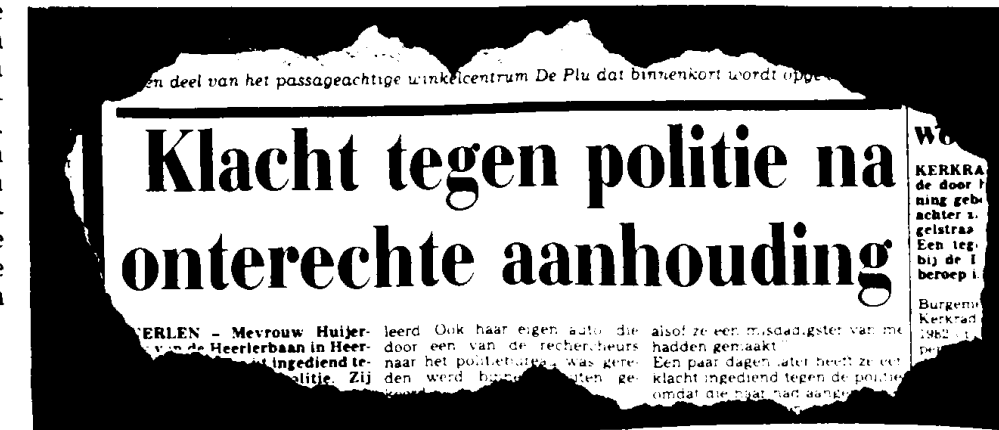 en deel van het passageachtige winkelcentrum De Plu dat binnenkort wordt
Klacht tegen politie na
onterechte aanhouding
ERLEN – Mevrouw Huijer-
van de Heerlerbaan in Heer-
ingediend te-
litie. Zij
leerd Ook haar eigen auto, die
door een van de rechercheurs
naar het politiebureau was gere-
den werd ge-
alsof ze een misdadigster van me
hadden gemaakt
Een paar dagen later heeft ze een
klacht ingediend tegen de politie
omdat die haar had
wo
KERKRA
de door
ning geb
achter
gelstraa
Een teg
bij de
beroep i
Burgem
Kerkrad
1982